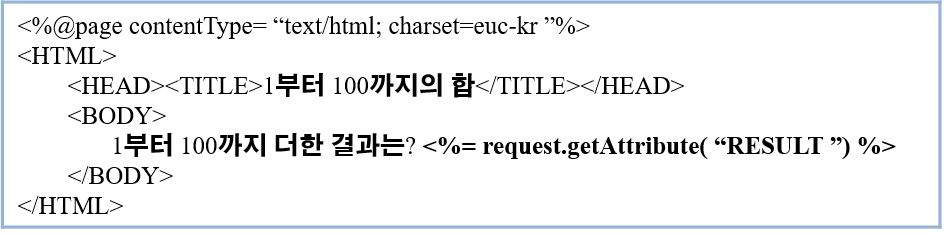 <%@page contentType= “text/html; charset=euc-kr ”%>
<HTML>
<HEAD><TITLE>1부터 100까지의 합</TITLE></HEAD>
<BODY>
1부터 100까지 더한 결과는? <%= request.getAttribute( “RESULT ”) %>
</BODY>
</HTML>